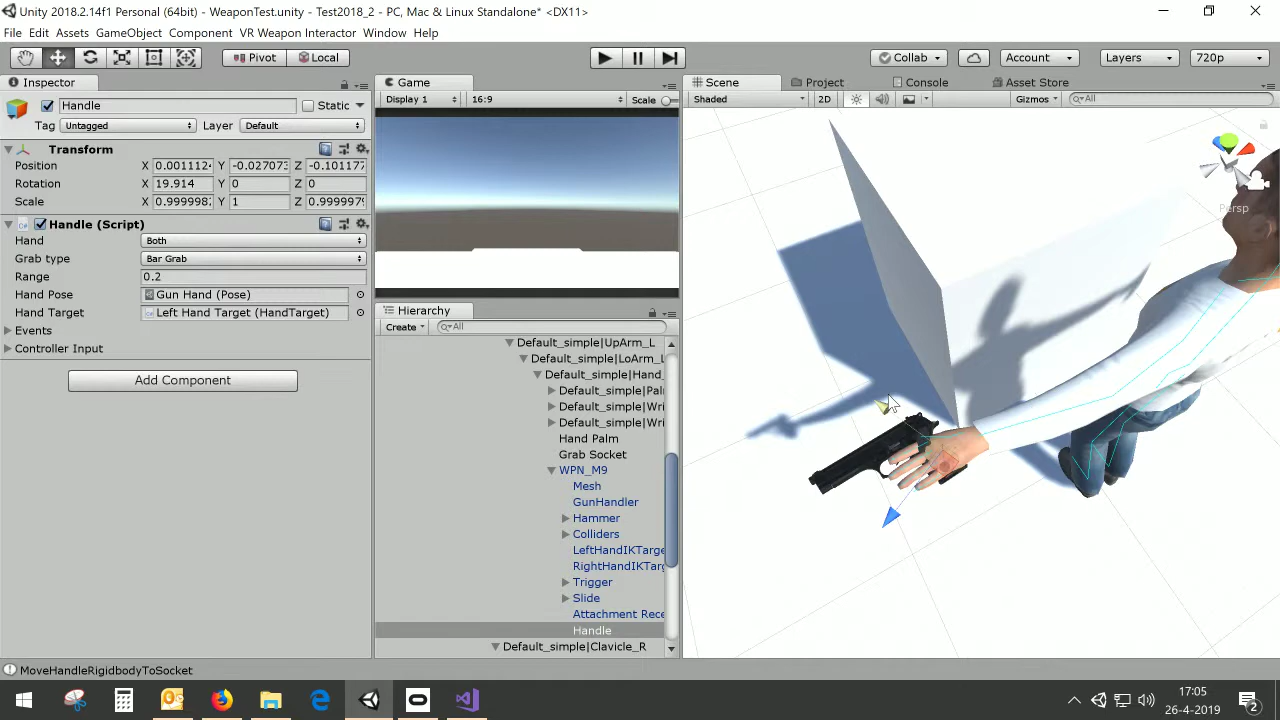 Unity 2018.2.14f1 Personal (64bit) - WeaponTest.unity - Test2018_2 - PC, Mac & Linux Standalone* <DX11>
File Edit Assets GameObject Component VR Weapon Interactor Window Help
Pivot Local Collab Account Layers 720p
Inspector
Handle Static
Tag Untagged Layer Default
Transform
Position X 0.001112 Y -0.027073 Z -0.101177
Rotation X 19.914 Y 0 Z 0
Scale X 0.999998 Y 1 Z 0.999997
Handle (Script)
Hand Both
Grab type Bar Grab
Range 0.2
Hand Pose Gun Hand (Pose)
Hand Target Left Hand Target (HandTarget)
Events
Controller Input
Add Component
Game
Display 1 16:9 Scale
Hierarchy
Create All
Default_simple|UpArm_L
Default_simple|LoArm_L
Default_simple|Hand_
Default_simple|Pal
Default_simple|Wri
Default_simple|Wri
Hand Palm
Grab Socket
WPN_M9
Mesh
GunHandler
Hammer
Colliders
LeftHandIKTarge
RightHandIKTarg
Trigger
Slide
Attachment Rece
Handle
Default_simple|Clavicle_R
Scene Project Console Asset Store
Shaded 2D Gizmos All
Persp
MoveHandleRigidbodyToSocket
17:05
26-4-2019
2